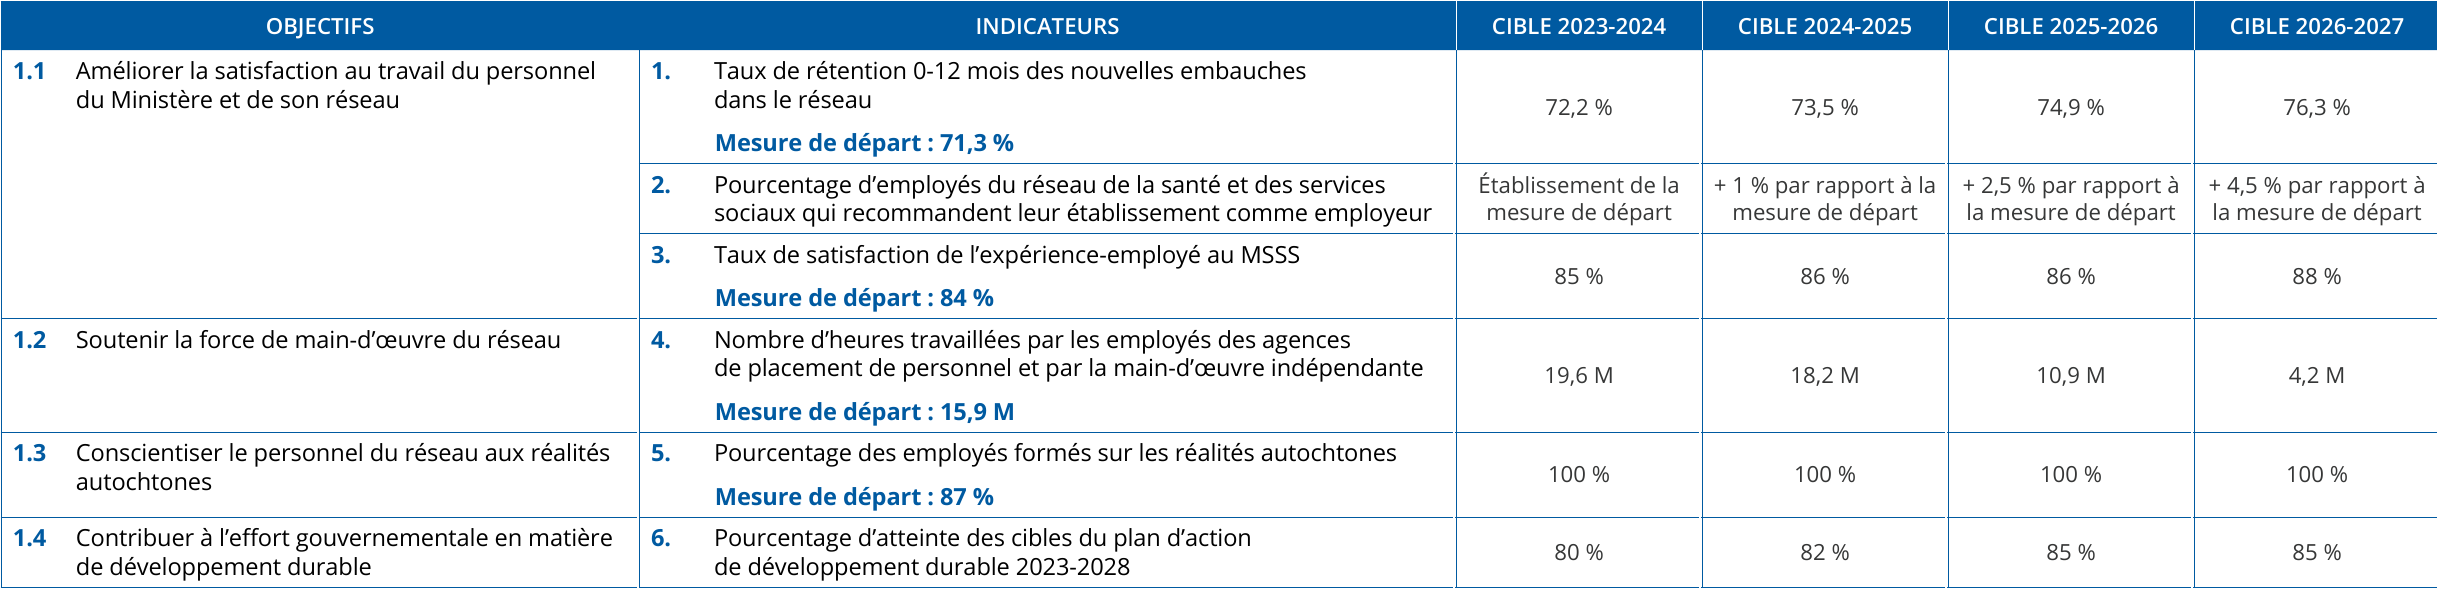 OBJECTIFS
INDICATEURS
CIBLE 2023-2024
CIBLE 2024-2025
CIBLE 2025-2026
CIBLE 2026-2027
1.1 Améliorer la satisfaction au travail du personnel
du Ministère et de son réseau
1. Taux de rétention 0-12 mois des nouvelles embauches
dans le réseau
Mesure de départ : 71,3 %
72,2 %
73,5 %
74,9 %
76,3 %
2. Pourcentage d’employés du réseau de la santé et des services
sociaux qui recommandent leur établissement comme employeur
Établissement de la
mesure de départ
+ 1 % par rapport à la
mesure de départ
+ 2,5 % par rapport à
la mesure de départ
+ 4,5 % par rapport à
la mesure de départ
3. Taux de satisfaction de l’expérience-employé au MSSS
Mesure de départ : 84 %
85 %
86 %
86 %
88 %
1.2 Soutenir la force de main-d’œuvre du réseau
4. Nombre d’heures travaillées par les employés des agences
de placement de personnel et par la main-d’œuvre indépendante
Mesure de départ : 15,9 M
19,6 M
18,2 M
10,9 M
4,2 M
1.3 Conscientiser le personnel du réseau aux réalités
autochtones
5. Pourcentage des employés formés sur les réalités autochtones
Mesure de départ : 87 %
100 %
100 %
100 %
100 %
1.4 Contribuer à l’effort gouvernementale en matière
de développement durable
6. Pourcentage d’atteinte des cibles du plan d’action
de développement durable 2023-2028
80 %
82 %
85 %
85 %